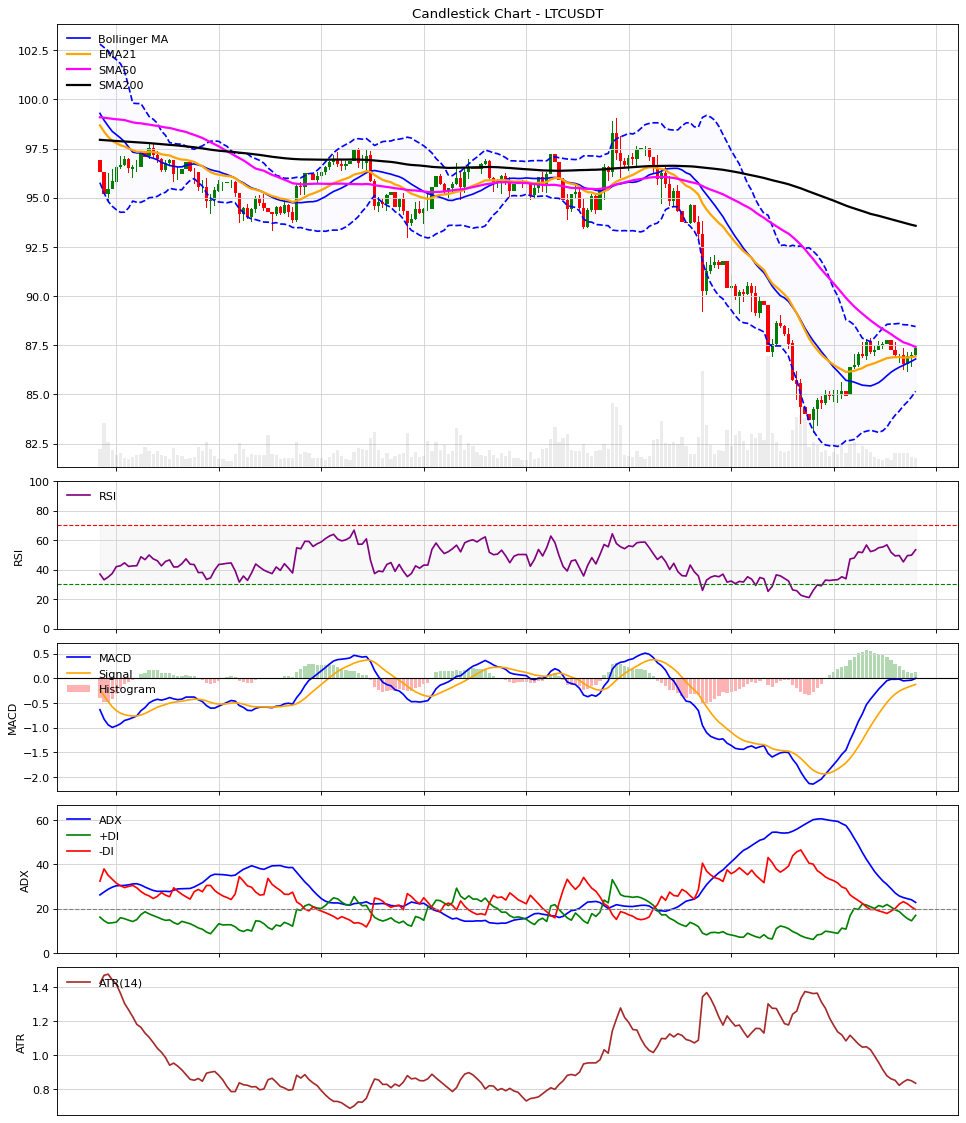 Candlestick Chart - LTCUSDT
Bollinger MA
EMA21
SMA50
SMA200
102.5
100.0
97.5
95.0
92.5
90.0
87.5
85.0
82.5
RSI
RSI
100
80
60
40
20
0
MACD
Signal
Histogram
MACD
0.5
0.0
−0.5
−1.0
−1.5
−2.0
ADX
+DI
-DI
ADX
60
40
20
0
ATR(14)
ATR
1.4
1.2
1.0
0.8